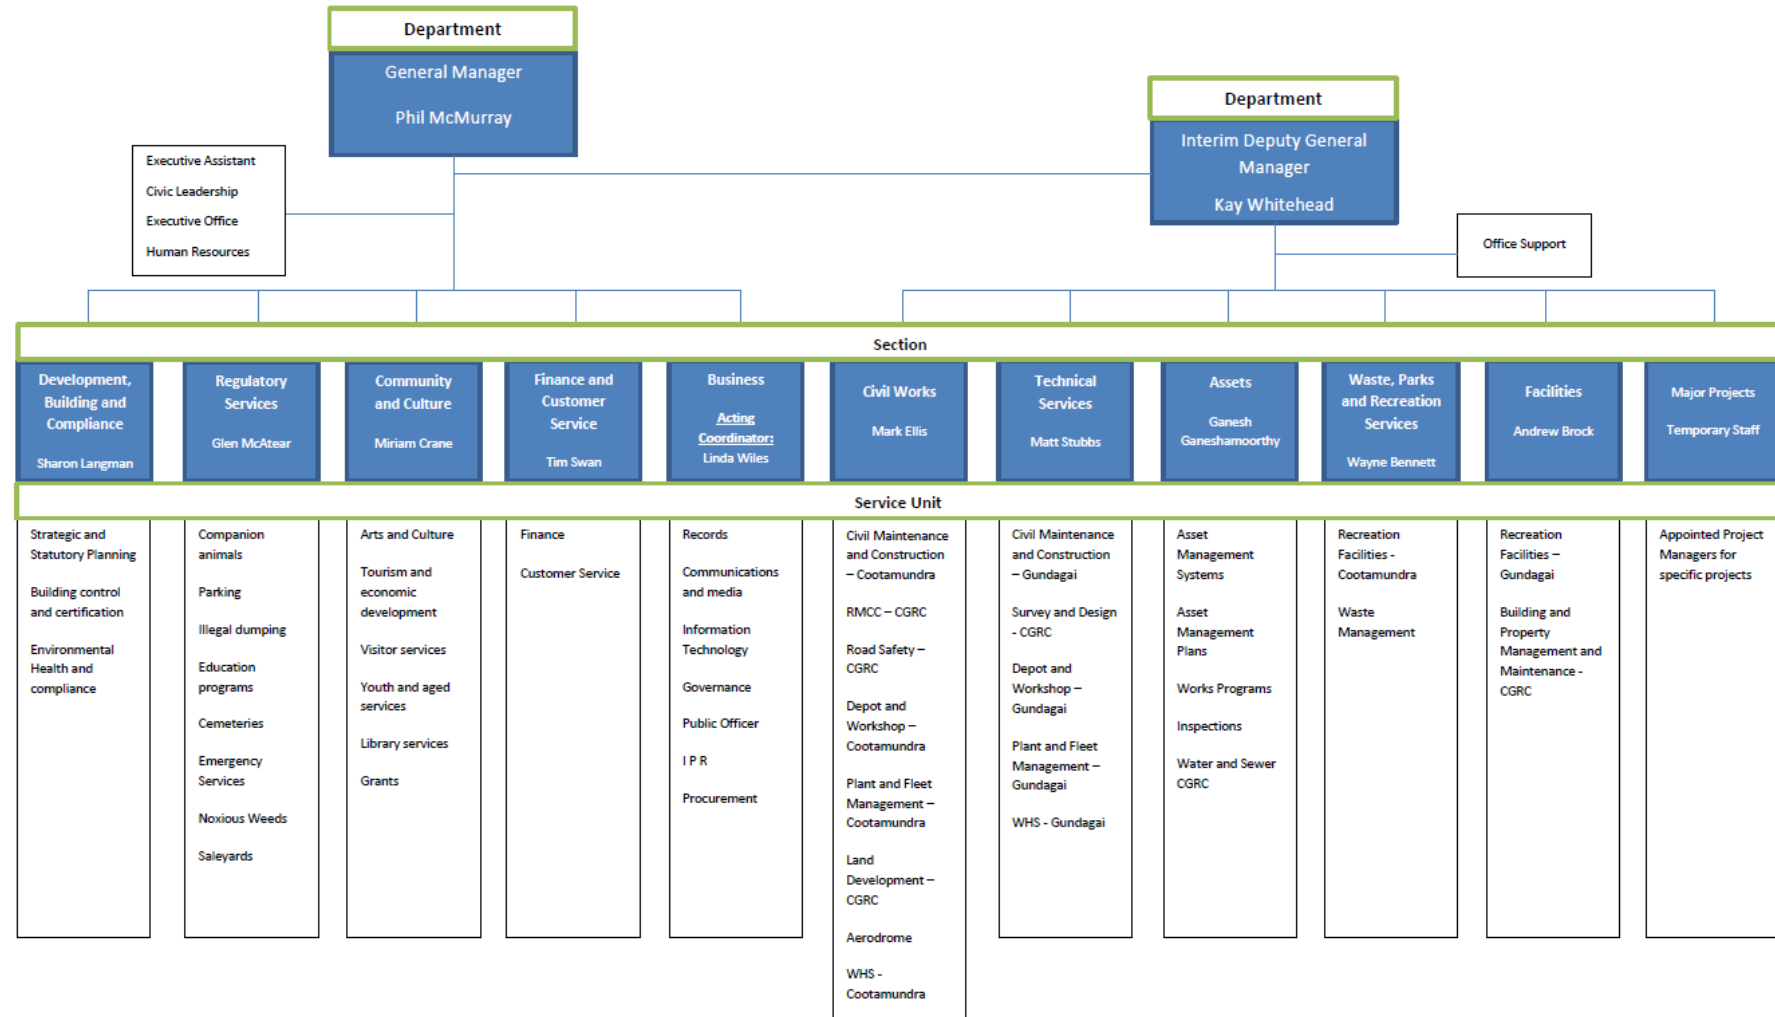 Department
General Manager
Phil McMurray
Department
Interim Deputy General
Manager
Kay Whitehead
Executive Assistant
Civic Leadership
Executive Office
Human Resources
Office Support
Section
Development,
Building and
Compliance
Sharon Langman
Regulatory
Services
Glen McAtear
Community
and Culture
Miriam Crane
Finance and
Customer
Service
Tim Swan
Business
Acting
Coordinator:
Linda Wiles
Civil Works
Mark Ellis
Technical
Services
Matt Stubbs
Assets
Ganesh
Ganeshamoorthy
Waste, Parks
and Recreation
Services
Wayne Bennett
Facilities
Andrew Brock
Major Projects
Temporary Staff
Service Unit
Strategic and
Statutory Planning
Building control
and certification
Environmental
Health and
compliance
Companion
animals
Parking
Illegal dumping
Education
programs
Cemeteries
Emergency
Services
Noxious Weeds
Saleyards
Arts and Culture
Tourism and
economic
development
Visitor services
Youth and aged
services
Library services
Grants
Finance
Customer Service
Records
Communications
and media
Information
Technology
Governance
Public Officer
I P R
Procurement
Civil Maintenance
and Construction
– Cootamundra
RMCC – CGRC
Road Safety –
CGRC
Depot and
Workshop –
Cootamundra
Plant and Fleet
Management –
Cootamundra
Land
Development –
CGRC
Aerodrome
WHS -
Cootamundra
Civil Maintenance
and Construction
– Gundagai
Survey and Design
- CGRC
Depot and
Workshop –
Gundagai
Plant and Fleet
Management –
Gundagai
WHS - Gundagai
Asset
Management
Systems
Asset
Management
Plans
Works Programs
Inspections
Water and Sewer
CGRC
Recreation
Facilities -
Cootamundra
Waste
Management
Recreation
Facilities –
Gundagai
Building and
Property
Management and
Maintenance -
CGRC
Appointed Project
Managers for
specific projects